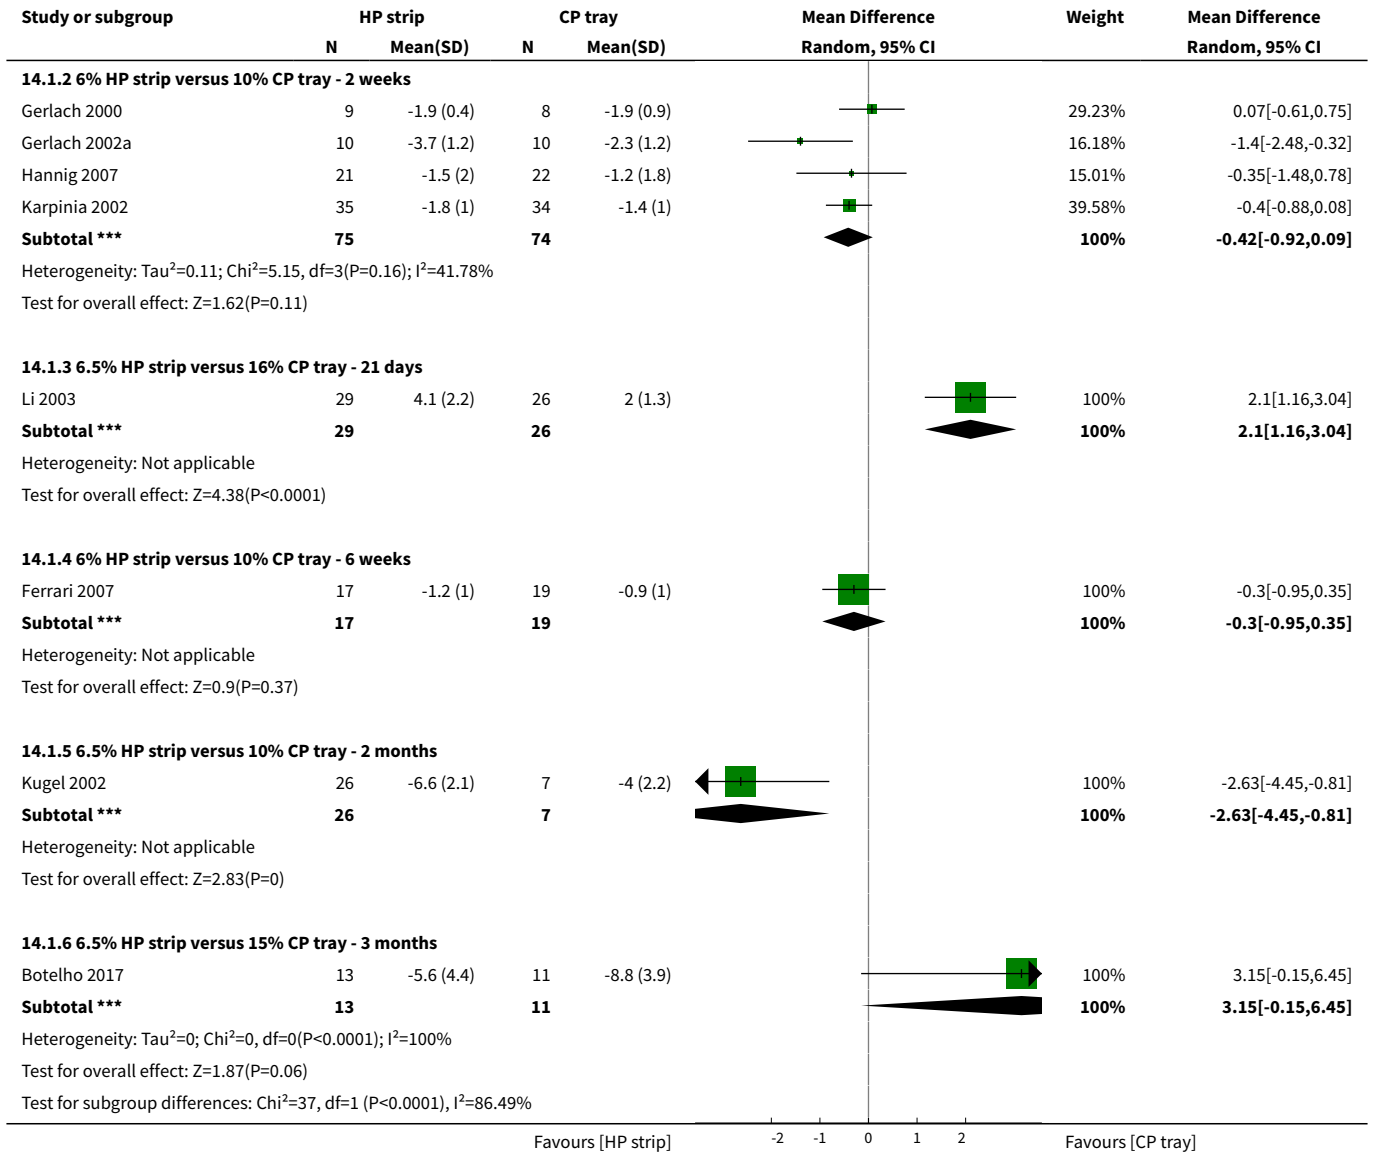 Study or subgroup HP strip CP tray Mean Difference Weight Mean Difference
N Mean(SD) N Mean(SD) Random, 95% CI Random, 95% CI
14.1.2 6% HP strip versus 10% CP tray - 2 weeks
Gerlach 2000 9 -1.9 (0.4) 8 -1.9 (0.9) 29.23% 0.07[-0.61,0.75]
Gerlach 2002a 10 -3.7 (1.2) 10 -2.3 (1.2) 16.18% -1.4[-2.48,-0.32]
Hannig 2007 21 -1.5 (2) 22 -1.2 (1.8) 15.01% -0.35[-1.48,0.78]
Karpinia 2002 35 -1.8 (1) 34 -1.4 (1) 39.58% -0.4[-0.88,0.08]
Subtotal *** 75 74 100% -0.42[-0.92,0.09]
Heterogeneity: Tau²=0.11; Chi²=5.15, df=3(P=0.16); I²=41.78%
Test for overall effect: Z=1.62(P=0.11)
14.1.3 6.5% HP strip versus 16% CP tray - 21 days
Li 2003 29 4.1 (2.2) 26 2 (1.3) 100% 2.1[1.16,3.04]
Subtotal *** 29 26 100% 2.1[1.16,3.04]
Heterogeneity: Not applicable
Test for overall effect: Z=4.38(P<0.0001)
14.1.4 6% HP strip versus 10% CP tray - 6 weeks
Ferrari 2007 17 -1.2 (1) 19 -0.9 (1) 100% -0.3[-0.95,0.35]
Subtotal *** 17 19 100% -0.3[-0.95,0.35]
Heterogeneity: Not applicable
Test for overall effect: Z=0.9(P=0.37)
14.1.5 6.5% HP strip versus 10% CP tray - 2 months
Kugel 2002 26 -6.6 (2.1) 7 -4 (2.2) 100% -2.63[-4.45,-0.81]
Subtotal *** 26 7 100% -2.63[-4.45,-0.81]
Heterogeneity: Not applicable
Test for overall effect: Z=2.83(P=0)
14.1.6 6.5% HP strip versus 15% CP tray - 3 months
Botelho 2017 13 -5.6 (4.4) 11 -8.8 (3.9) 100% 3.15[-0.15,6.45]
Subtotal *** 13 11 100% 3.15[-0.15,6.45]
Heterogeneity: Tau²=0; Chi²=0, df=0(P<0.0001); I²=100%
Test for overall effect: Z=1.87(P=0.06)
Test for subgroup differences: Chi²=37, df=1 (P<0.0001), I²=86.49%
Favours [HP strip] -2 -1 0 1 2 Favours [CP tray]